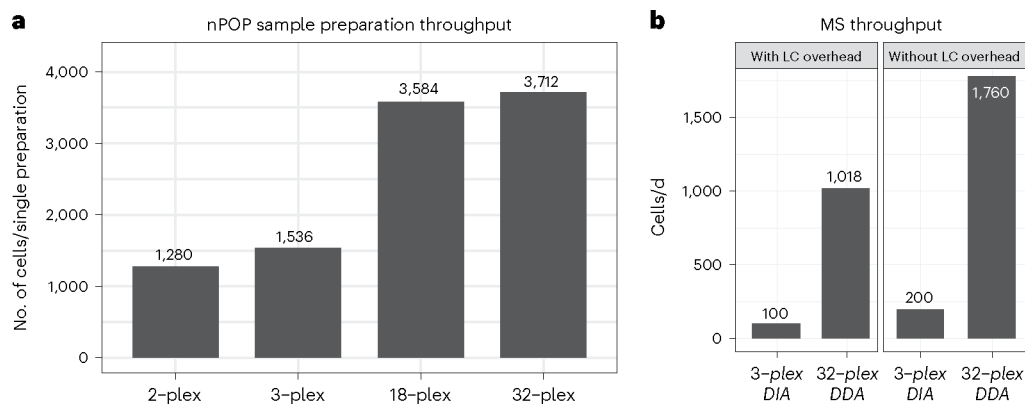 a
nPOP sample preparation throughput
No. of cells/single preparation
4,000
3,000
2,000
1,000
0
1,280
1,536
3,584
3,712
2-plex
3-plex
18-plex
32-plex
b
MS throughput
With LC overhead
Without LC overhead
Cells/d
1,500
1,000
500
0
100
1,018
200
1,760
3-plex
DIA
32-plex
DDA
3-plex
DIA
32-plex
DDA